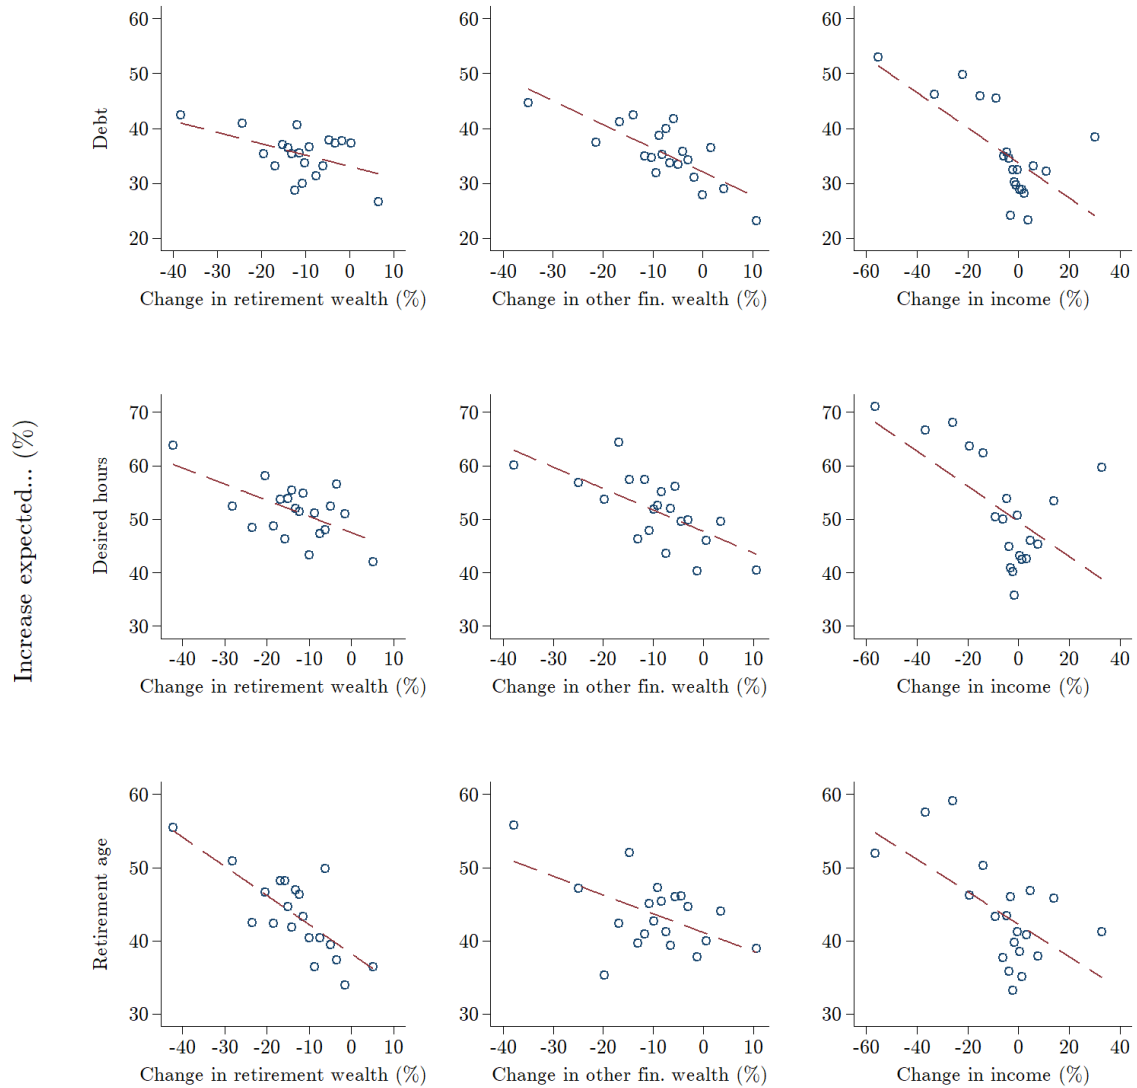 Increase expected... (%)
Debt
60
50
40
30
20
-40 -30 -20 -10 0 10
Change in retirement wealth (%)
60
50
40
30
20
-40 -30 -20 -10 0 10
Change in other fin. wealth (%)
60
50
40
30
20
-60 -40 -20 0 20 40
Change in income (%)
Desired hours
70
60
50
40
30
-40 -30 -20 -10 0 10
Change in retirement wealth (%)
70
60
50
40
30
-40 -30 -20 -10 0 10
Change in other fin. wealth (%)
70
60
50
40
30
-60 -40 -20 0 20 40
Change in income (%)
Retirement age
60
50
40
30
-40 -30 -20 -10 0 10
Change in retirement wealth (%)
60
50
40
30
-40 -30 -20 -10 0 10
Change in other fin. wealth (%)
60
50
40
30
-60 -40 -20 0 20 40
Change in income (%)